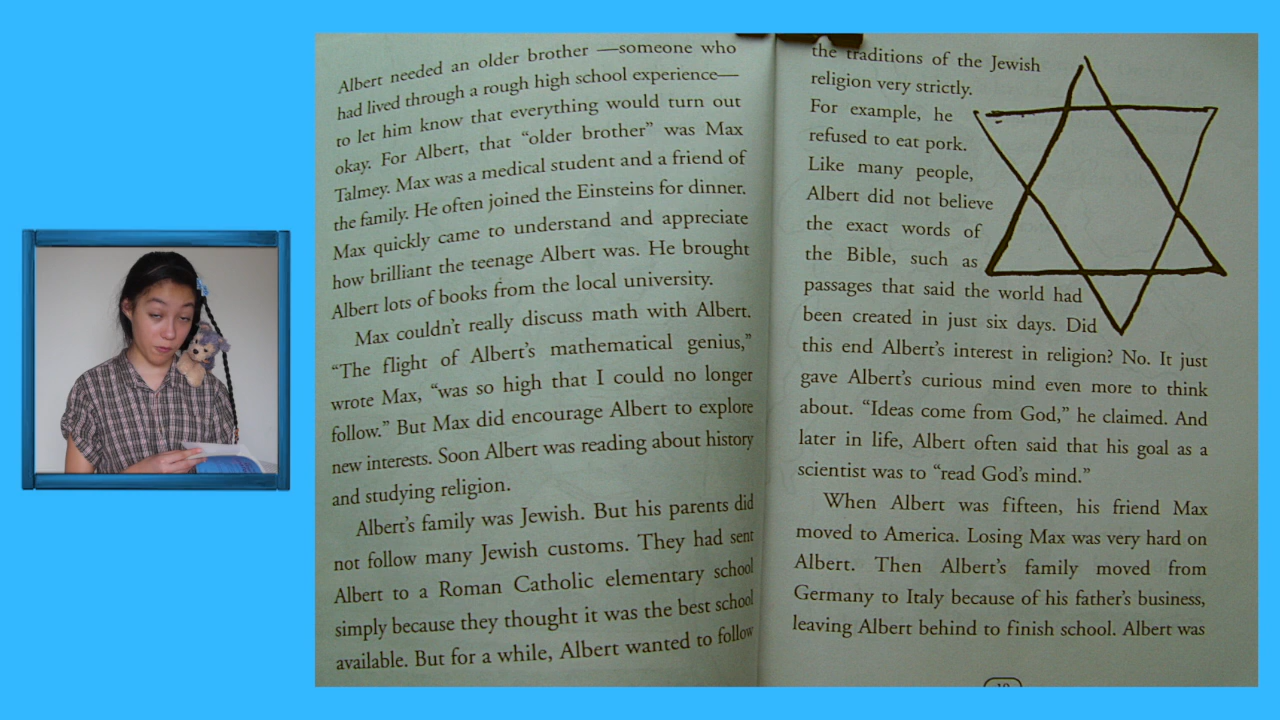 Albert needed an older brother —someone who
had lived through a rough high school experience—
to let him know that everything would turn out
okay. For Albert, that “older brother” was Max
Talmey. Max was a medical student and a friend of
the family. He often joined the Einsteins for dinner.
Max quickly came to understand and appreciate
how brilliant the teenage Albert was. He brought
Albert lots of books from the local university.
Max couldn’t really discuss math with Albert.
“The flight of Albert’s mathematical genius,”
wrote Max, “was so high that I could no longer
follow.” But Max did encourage Albert to explore
new interests. Soon Albert was reading about history
and studying religion.
Albert’s family was Jewish. But his parents did
not follow many Jewish customs. They had sent
Albert to a Roman Catholic elementary school
simply because they thought it was the best school
available. But for a while, Albert wanted to follow
the traditions of the Jewish
religion very strictly.
For example, he
refused to eat pork.
Like many people,
Albert did not believe
the exact words of
the Bible, such as
passages that said the world had
been created in just six days. Did
this end Albert’s interest in religion? No. It just
gave Albert’s curious mind even more to think
about. “Ideas come from God,” he claimed. And
later in life, Albert often said that his goal as a
scientist was to “read God’s mind.”
When Albert was fifteen, his friend Max
moved to America. Losing Max was very hard on
Albert. Then Albert’s family moved from
Germany to Italy because of his father’s business,
leaving Albert behind to finish school. Albert was